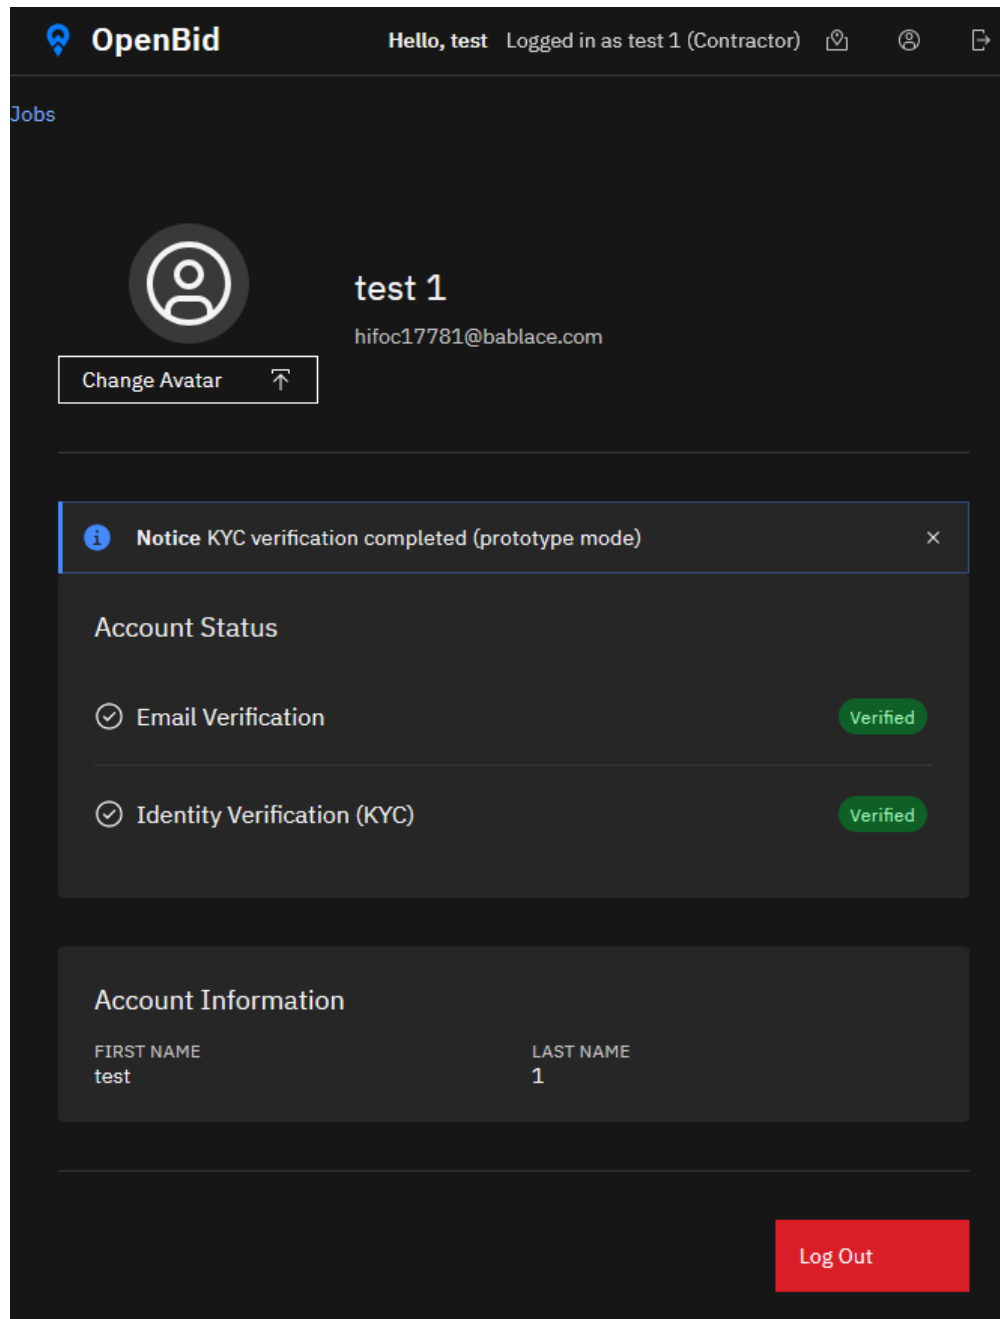 OpenBid
Hello, test Logged in as test 1 (Contractor)
Jobs
test 1
hifoc17781@bablace.com
Change Avatar
Notice KYC verification completed (prototype mode)
Account Status
Email Verification Verified
Identity Verification (KYC) Verified
Account Information
FIRST NAME LAST NAME
test 1
Log Out